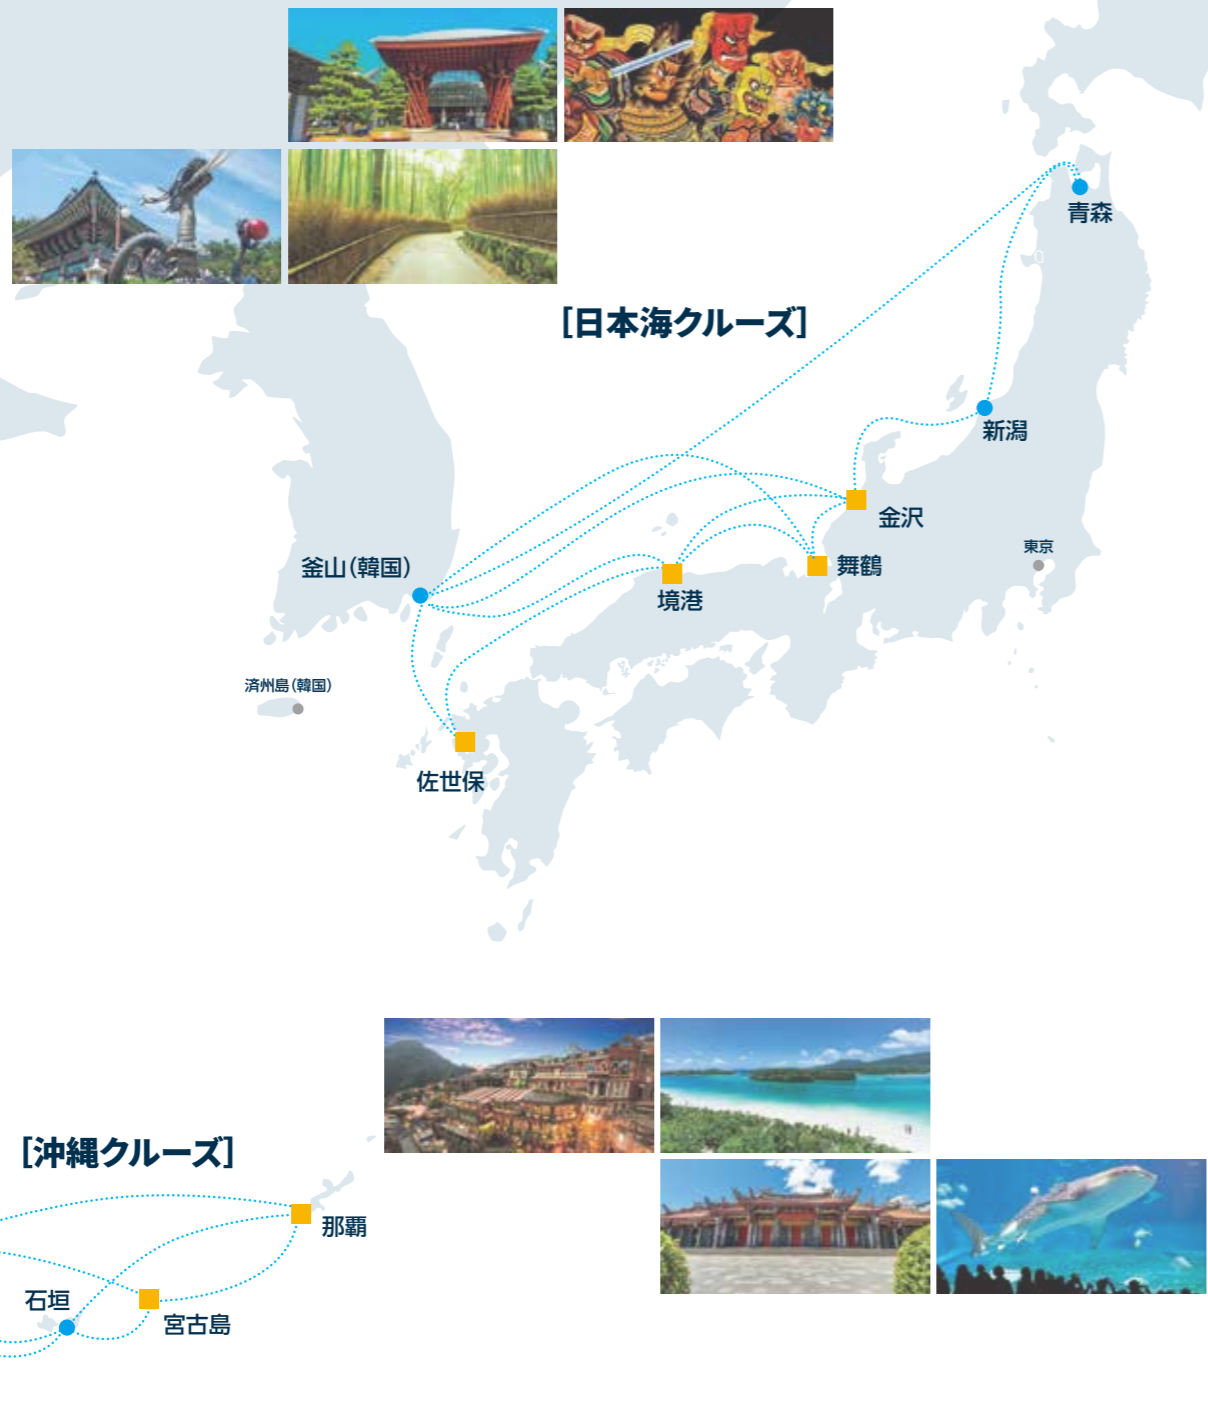 青森
［日本海クルーズ］
新潟
金沢
東京
舞鶴
釜山（韓国）
境港
済州島（韓国）
佐世保
［沖縄クルーズ］
那覇
石垣
宮古島